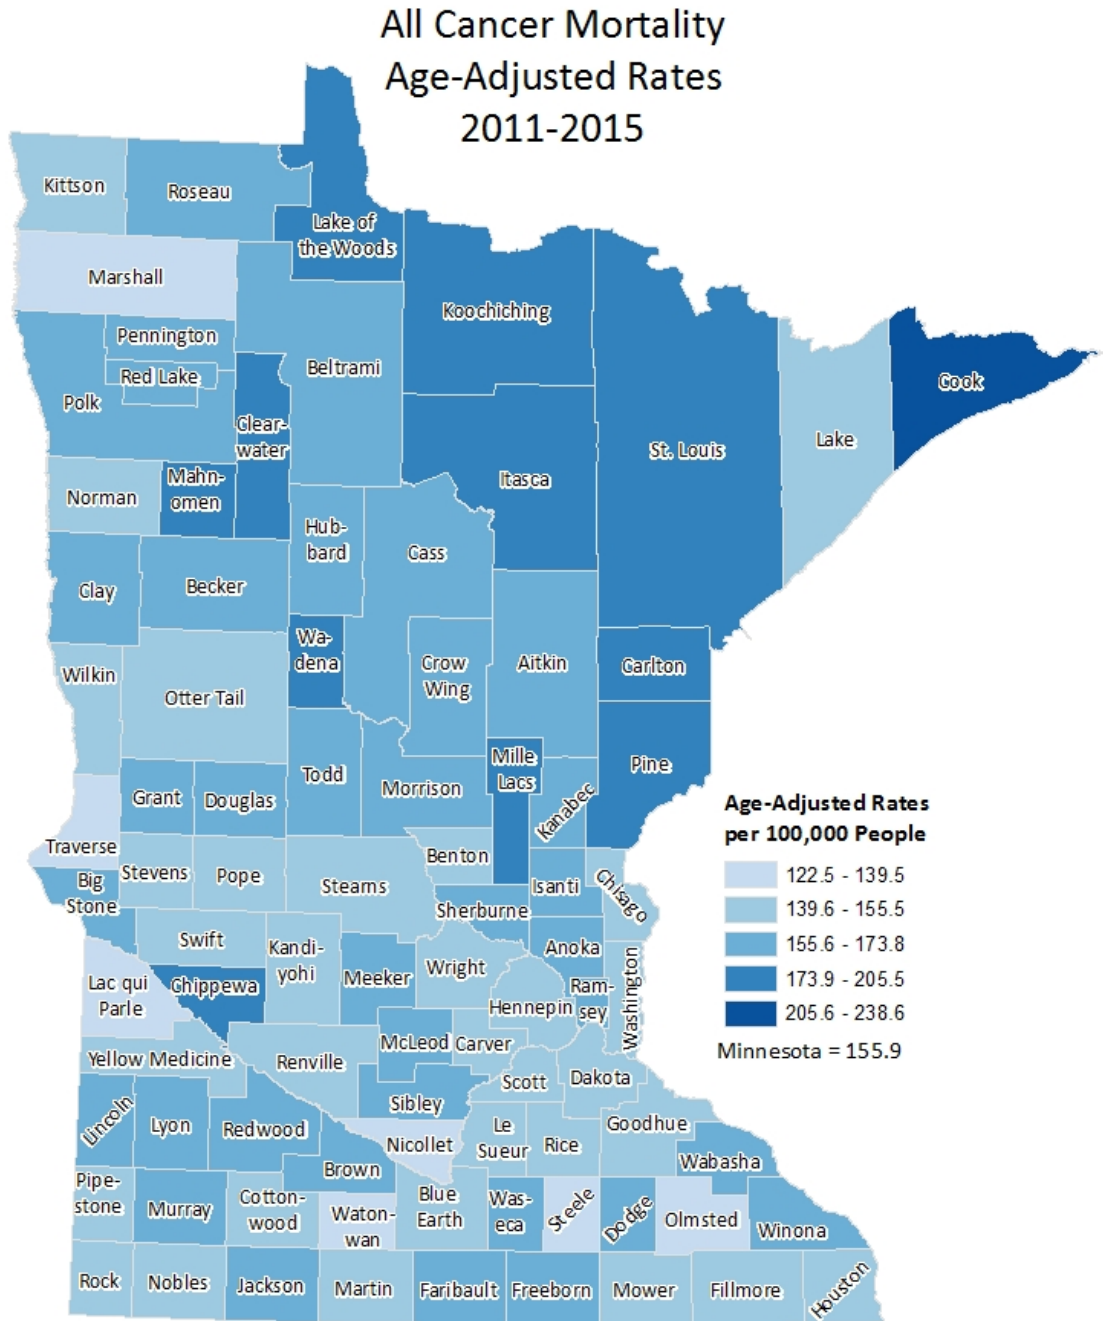 All Cancer Mortality
Age-Adjusted Rates
2011-2015
Kittson
Roseau
Lake of
the Woods
Marshall
Koochiching
Pennington
Beltrami
Red Lake
Cook
Polk
Clear-
water
Lake
St. Louis
Itasca
Norman
Mahn-
omen
Hub-
bard
Cass
Clay
Becker
Wa-
dena
Wilkin
Otter Tail
Crow
Wing
Aitkin
Carlton
Mille
Lacs
Pine
Todd
Morrison
Grant
Douglas
Kanabec
Age-Adjusted Rates
per 100,000 People
122.5 - 139.5
139.6 - 155.5
155.6 - 173.8
173.9 - 205.5
205.6 - 238.6
Minnesota = 155.9
Traverse
Benton
Big
Stone
Stevens
Pope
Stearns
Isanti
Chisago
Sherburne
Swift
Kandi-
yohi
Anoka
Wright
Meeker
Lac qui
Parle
Chippewa
Hennepin
Ram-
sey
Washington
McLeod
Carver
Yellow Medicine
Renville
Scott
Dakota
Sibley
Lincoln
Lyon
Redwood
Nicollet
Le
Sueur
Rice
Goodhue
Brown
Wabasha
Pipe-
stone
Murray
Cotton-
wood
Waton-
wan
Blue
Earth
Was-
eca
Steele
Dodge
Olmsted
Winona
Rock
Nobles
Jackson
Martin
Faribault
Freeborn
Mower
Fillmore
Houston